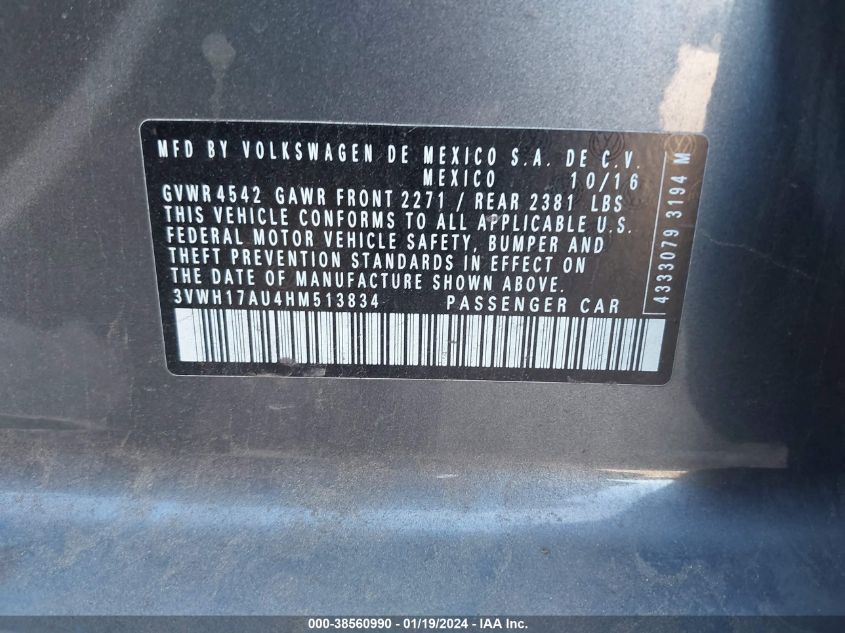 MFD BY VOLKSWAGEN DE MEXICO S.A. DE C.V.
MEXICO 10/16
GVWR 4542 GAWR FRONT 2271 / REAR 2381 LBS
THIS VEHICLE CONFORMS TO ALL APPLICABLE U.S.
FEDERAL MOTOR VEHICLE SAFETY, BUMPER AND
THEFT PREVENTION STANDARDS IN EFFECT ON
THE DATE OF MANUFACTURE SHOWN ABOVE.
3VWH17AU4HM513834 PASSENGER CAR
4333079 3194 M
000-38560990 - 01/19/2024 - IAA Inc.